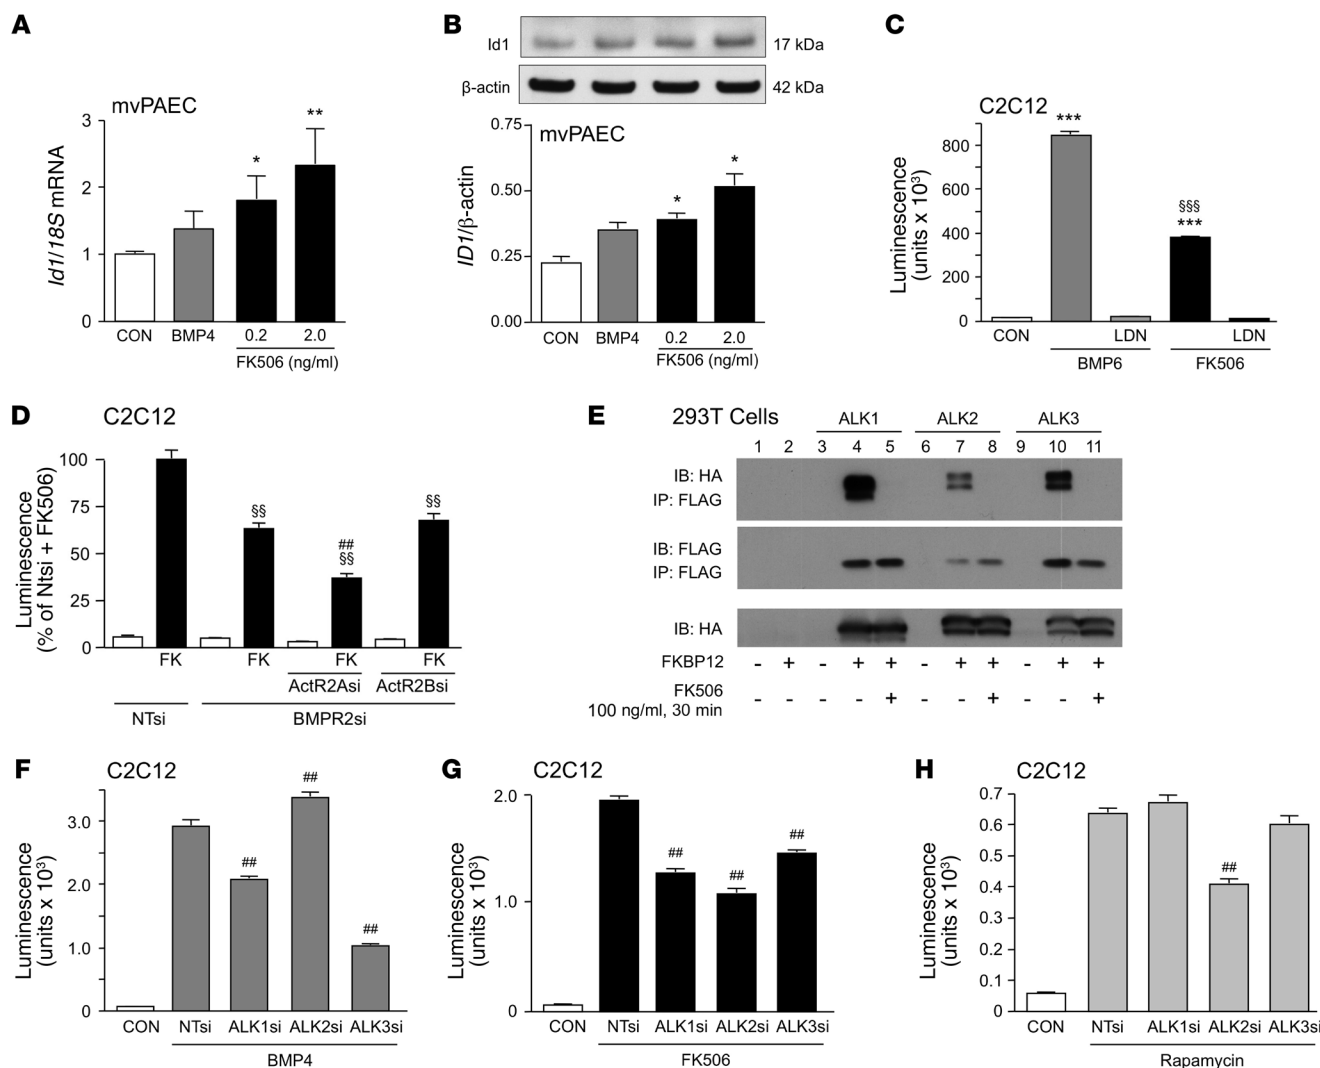 A
mvPAEC
Id1/18S mRNA
3
2
1
0
*
**
CON BMP4 0.2 2.0
FK506 (ng/ml)
B
Id1 17 kDa
β-actin 42 kDa
mvPAEC
ID1/β-actin
0.75
0.50
0.25
0.00
*
*
CON BMP4 0.2 2.0
FK506 (ng/ml)
C
C2C12
Luminescence
(units x 10³)
800
600
400
200
0
***
§§§
***
CON LDN LDN
BMP6 FK506
D
C2C12
Luminescence
(% of Ntsi + FK506)
100
75
50
25
0
§§
##
§§
§§
FK FK FK FK
ActR2Asi ActR2Bsi
NTsi BMPR2si
E
293T Cells ALK1 ALK2 ALK3
1 2 3 4 5 6 7 8 9 10 11
IB: HA
IP: FLAG
IB: FLAG
IP: FLAG
IB: HA
FKBP12 - + - + + - + + - + +
FK506 - - - - + - - + - - +
100 ng/ml, 30 min
F
C2C12
Luminescence
(units x 10³)
3.0
2.0
1.0
0
##
##
##
CON NTsi ALK1si ALK2si ALK3si
BMP4
G
C2C12
Luminescence
(units x 10³)
2.0
1.0
0
##
##
##
CON NTsi ALK1si ALK2si ALK3si
FK506
H
C2C12
Luminescence
(units x 10³)
0.7
0.6
0.5
0.4
0.3
0.2
0.1
0
##
CON NTsi ALK1si ALK2si ALK3si
Rapamycin